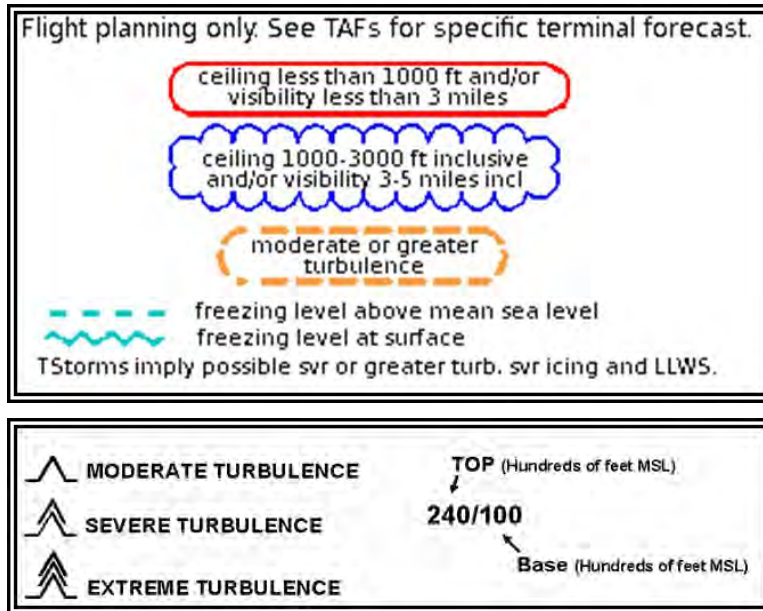 Flight planning only. See TAFs for specific terminal forecast.
ceiling less than 1000 ft and/or
visibility less than 3 miles
ceiling 1000-3000 ft inclusive
and/or visibility 3-5 miles incl
moderate or greater
turbulence
freezing level above mean sea level
freezing level at surface
TStorms imply possible svr or greater turb. svr icing and LLWS.
MODERATE TURBULENCE
TOP (Hundreds of feet MSL)
SEVERE TURBULENCE
240/100
Base (Hundreds of feet MSL)
EXTREME TURBULENCE